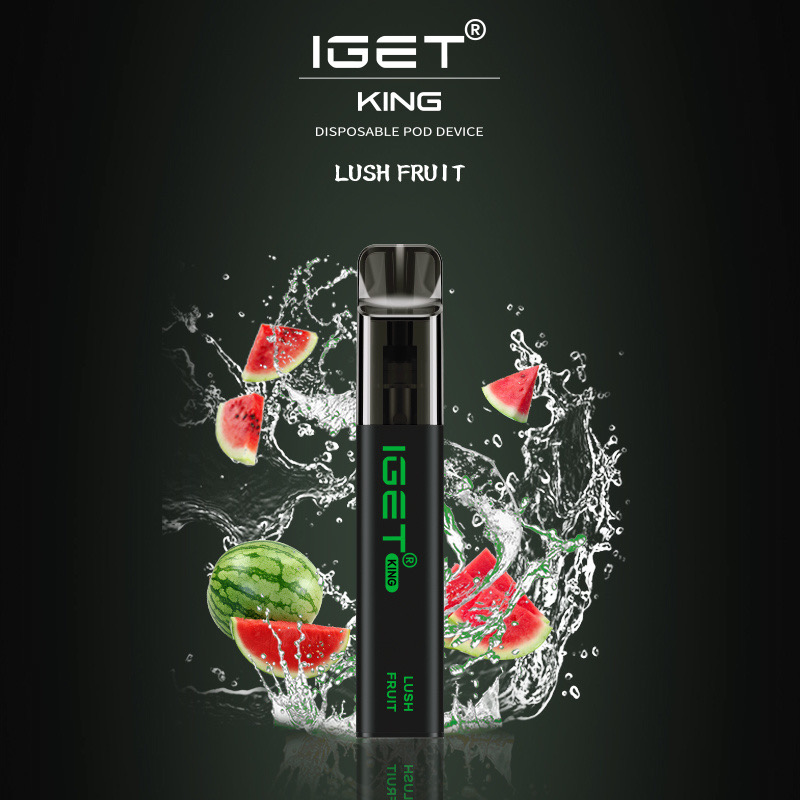 IGET®
KING
DISPOSABLE POD DEVICE
LUSH FRUIT
IGET®
KING
LUSH
FRUIT